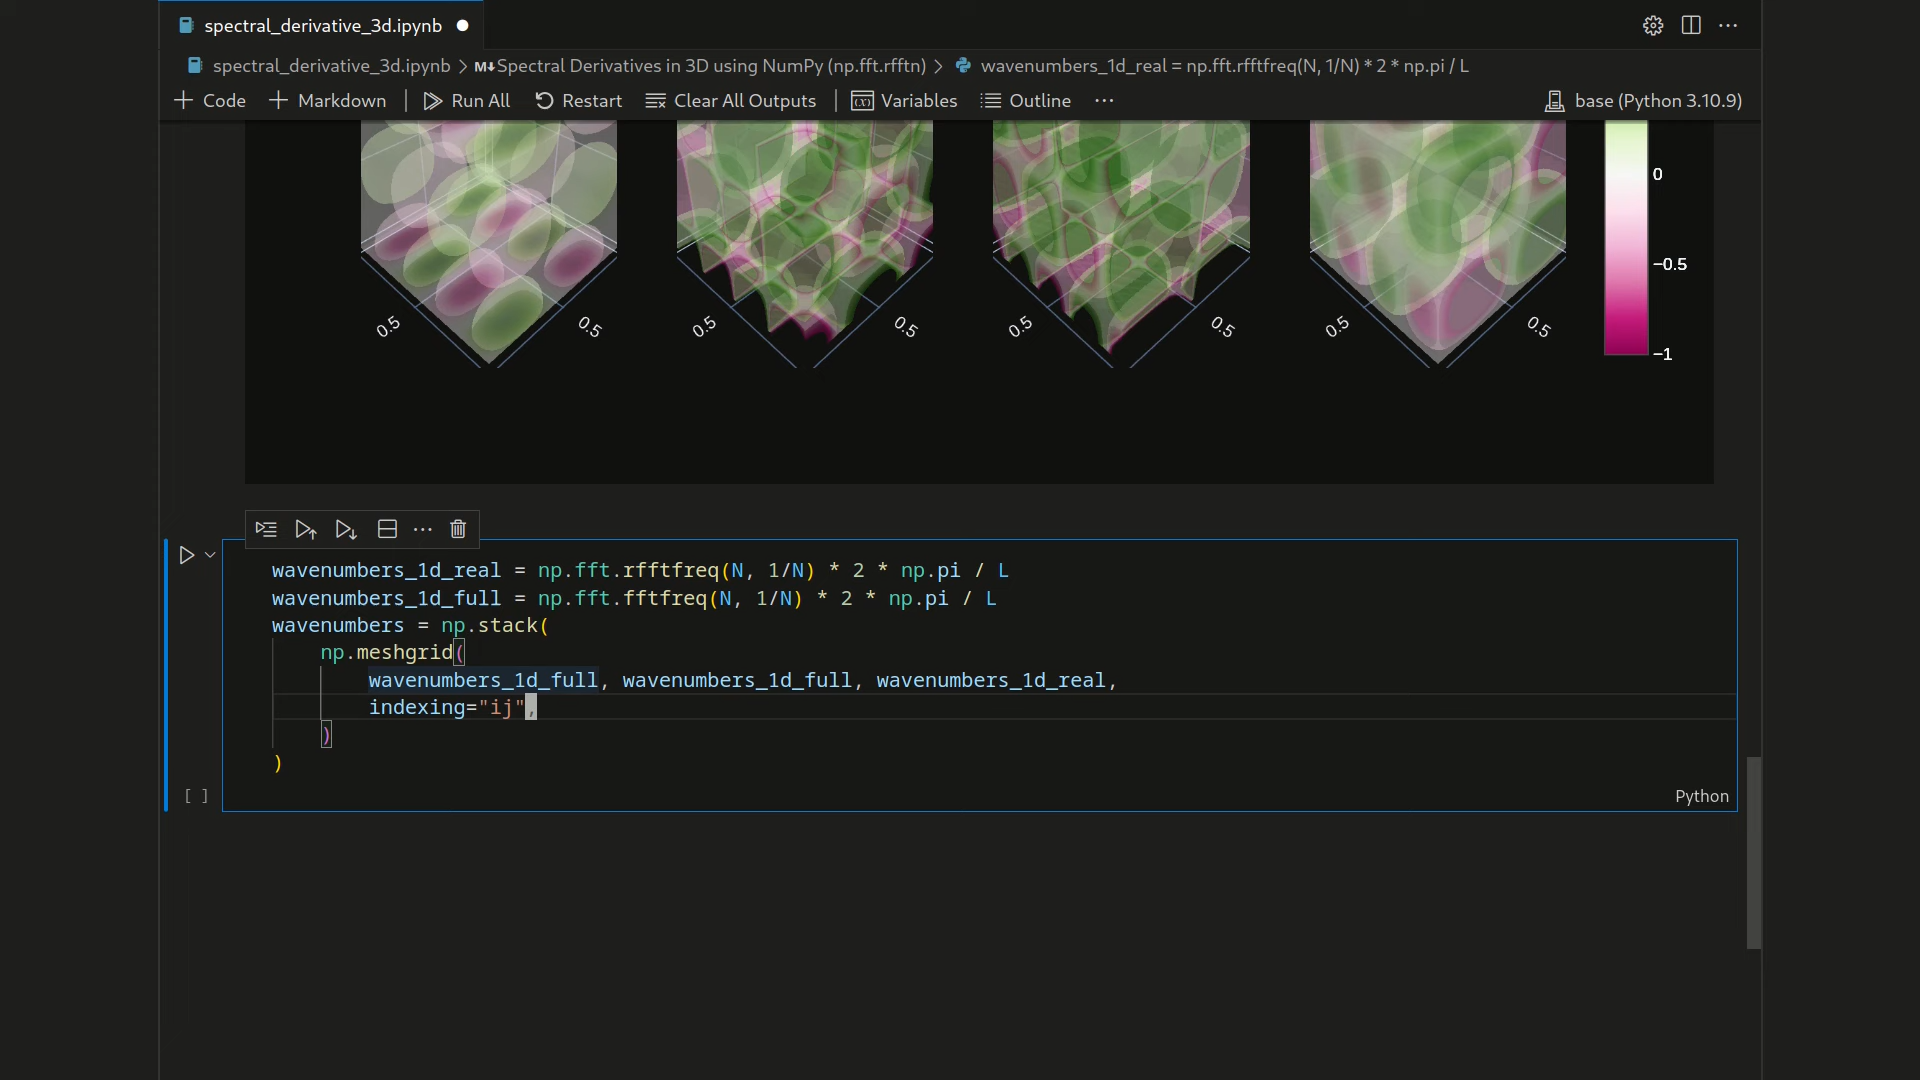 spectral_derivative_3d.ipynb
spectral_derivative_3d.ipynb > M↓Spectral Derivatives in 3D using NumPy (np.fft.rfftn) > wavenumbers_1d_real = np.fft.rfftfreq(N, 1/N) * 2 * np.pi / L
+ Code + Markdown | Run All Restart Clear All Outputs | Variables Outline ··· base (Python 3.10.9)
0
−0.5
−1
0.5 0.5 0.5 0.5 0.5 0.5 0.5 0.5
wavenumbers_1d_real = np.fft.rfftfreq(N, 1/N) * 2 * np.pi / L
wavenumbers_1d_full = np.fft.fftfreq(N, 1/N) * 2 * np.pi / L
wavenumbers = np.stack(
np.meshgrid(
wavenumbers_1d_full, wavenumbers_1d_full, wavenumbers_1d_real,
indexing="ij",
)
)
[ ] Python